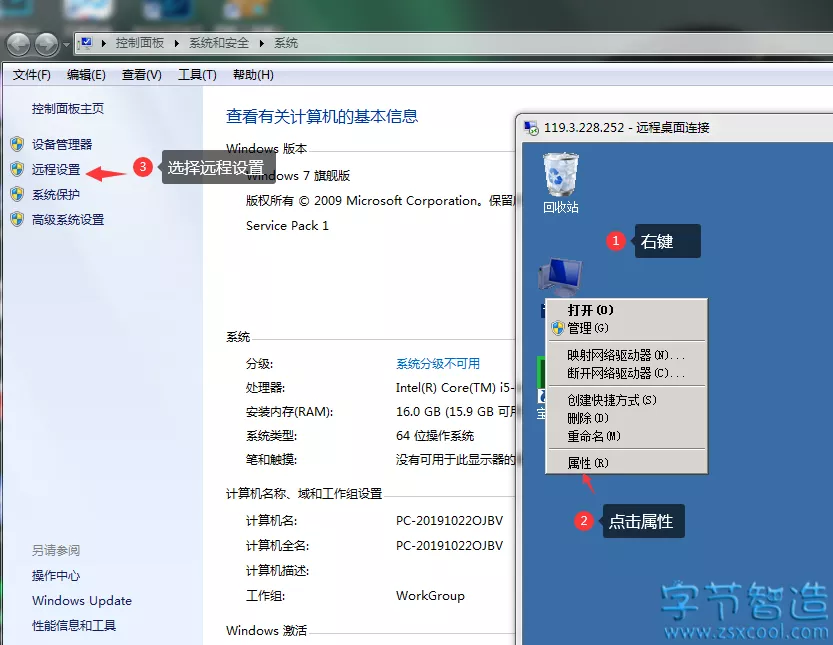 控制面板 系统和安全 系统
文件(F) 编辑(E) 查看(V) 工具(T) 帮助(H)
控制面板主页
设备管理器
远程设置
系统保护
高级系统设置
3 选择远程设置
另请参阅
操作中心
Windows Update
性能信息和工具
查看有关计算机的基本信息
Windows 版本
Windows 7 旗舰版
版权所有 © 2009 Microsoft Corporation。保留
Service Pack 1
系统
分级: 系统分级不可用
处理器: Intel(R) Core(TM) i5-
安装内存(RAM): 16.0 GB (15.9 GB 可用
系统类型: 64 位操作系统
笔和触摸: 没有可用于此显示器的
计算机名称、域和工作组设置
计算机名: PC-20191022OJBV
计算机全名: PC-20191022OJBV
计算机描述:
工作组: WorkGroup
Windows 激活
119.3.228.252 - 远程桌面连接
回收站
1 右键
打开(O)
管理(G)
映射网络驱动器(N)...
断开网络驱动器(C)...
创建快捷方式(S)
删除(D)
重命名(M)
属性(R)
2 点击属性
字节智造
www.zsxcool.com